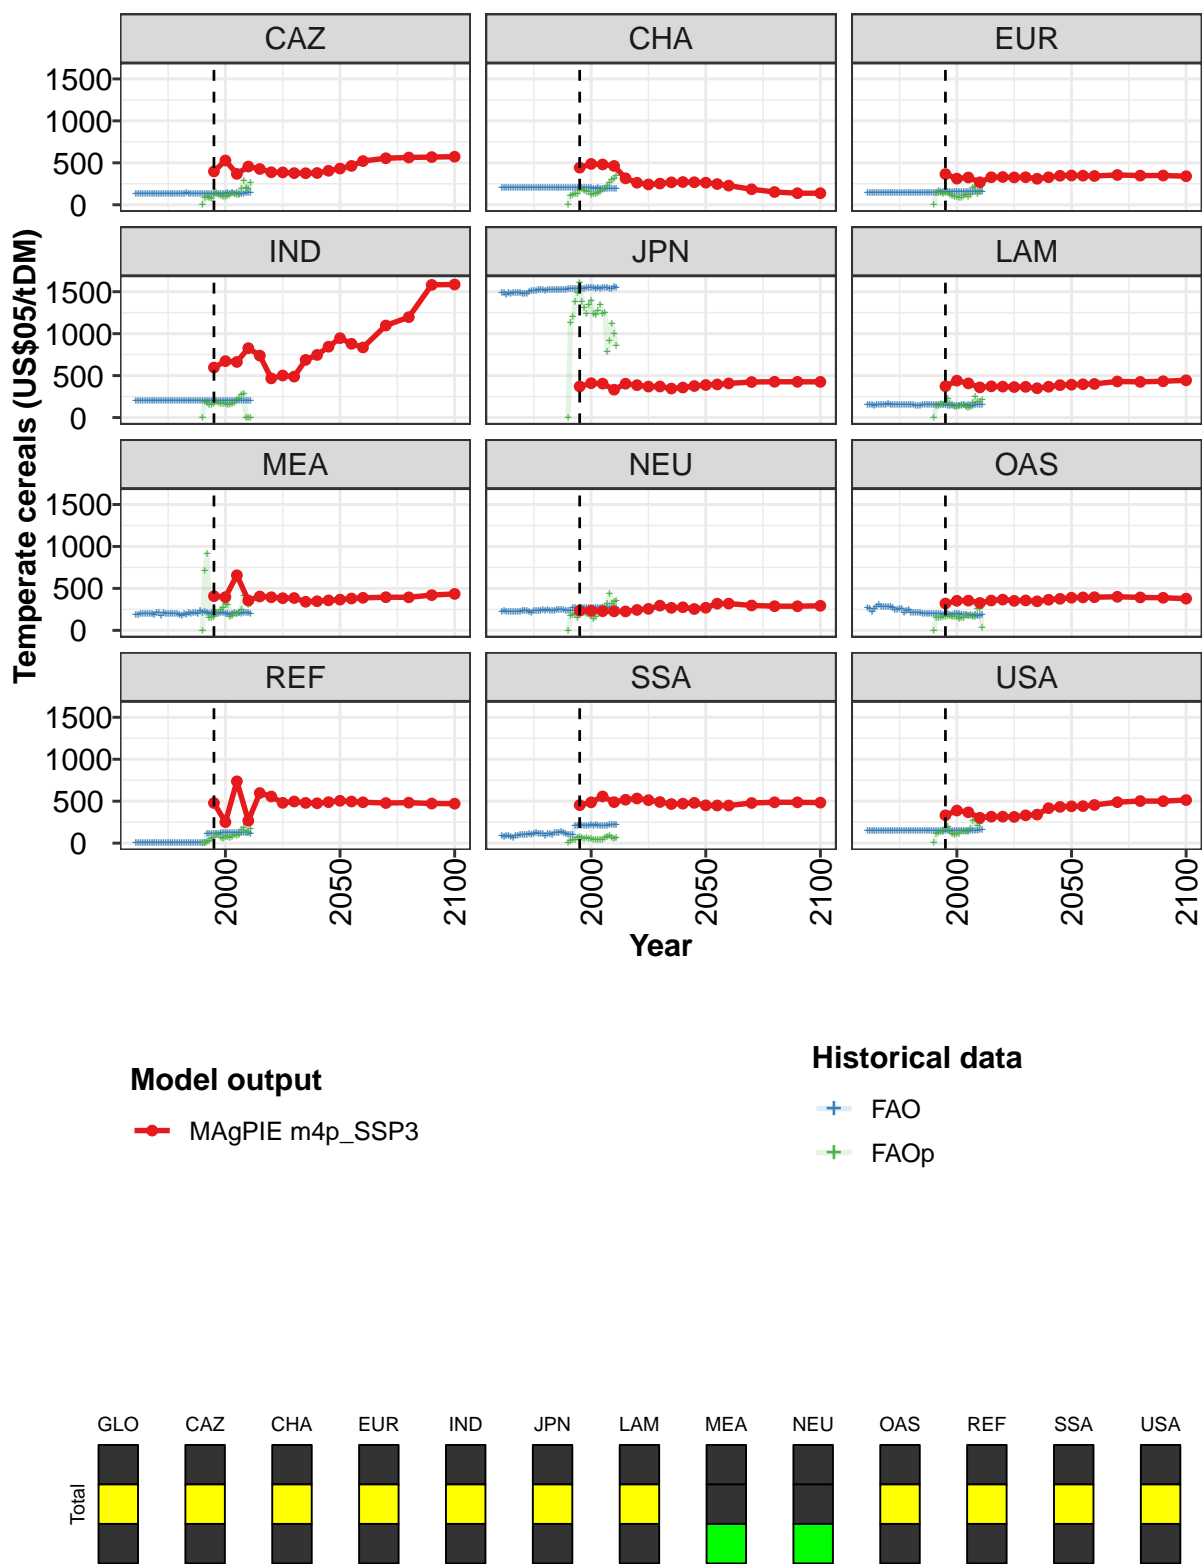 CAZ CHA EUR
1500
1000
500
0
IND JPN LAM
1500
1000
500
0
MEA NEU OAS
1500
1000
500
0
REF SSA USA
1500
1000
500
0
2000 2050 2100 2000 2050 2100 2000 2050 2100
Year
Temperate cereals (US$05/tDM)
Model output
MAgPIE m4p_SSP3
Historical data
FAO
FAOp
GLO CAZ CHA EUR IND JPN LAM MEA NEU OAS REF SSA USA
Total